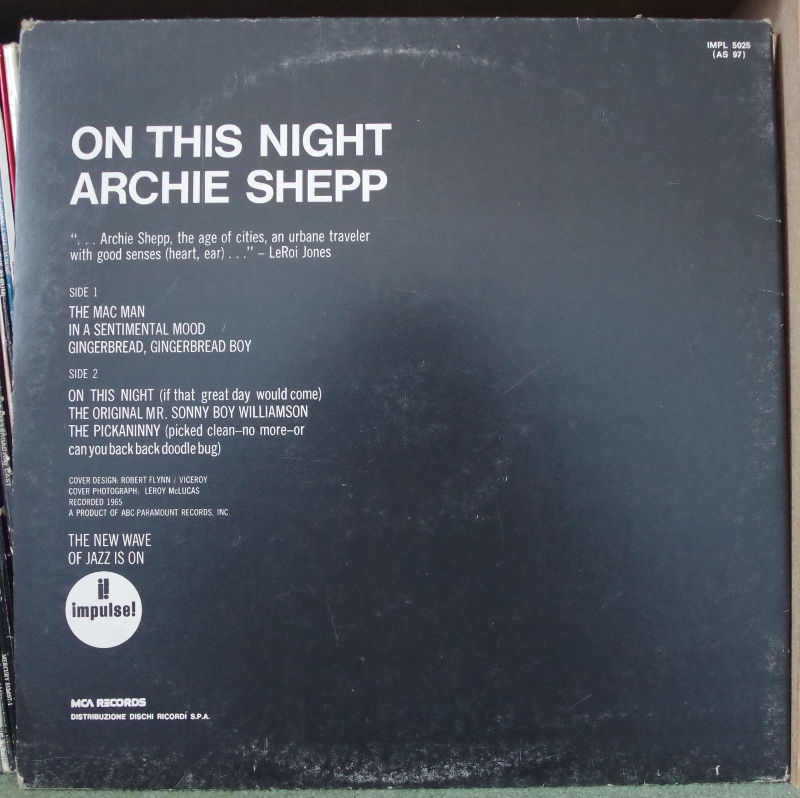 IMPL 5025
(AS 97)
ON THIS NIGHT
ARCHIE SHEPP
“. . . Archie Shepp, the age of cities, an urbane traveler
with good senses (heart, ear) . . .” – LeRoi Jones
SIDE 1
THE MAC MAN
IN A SENTIMENTAL MOOD
GINGERBREAD, GINGERBREAD BOY
SIDE 2
ON THIS NIGHT (if that great day would come)
THE ORIGINAL MR. SONNY BOY WILLIAMSON
THE PICKANINNY (picked clean–no more–or
can you back back doodle bug)
COVER DESIGN: ROBERT FLYNN / VICEROY
COVER PHOTOGRAPH: LEROY McLUCAS
RECORDED 1965
A PRODUCT OF ABC-PARAMOUNT RECORDS, INC.
THE NEW WAVE
OF JAZZ IS ON
i!
impulse!
MCA RECORDS
DISTRIBUZIONE DISCHI RICORDI S.P.A.